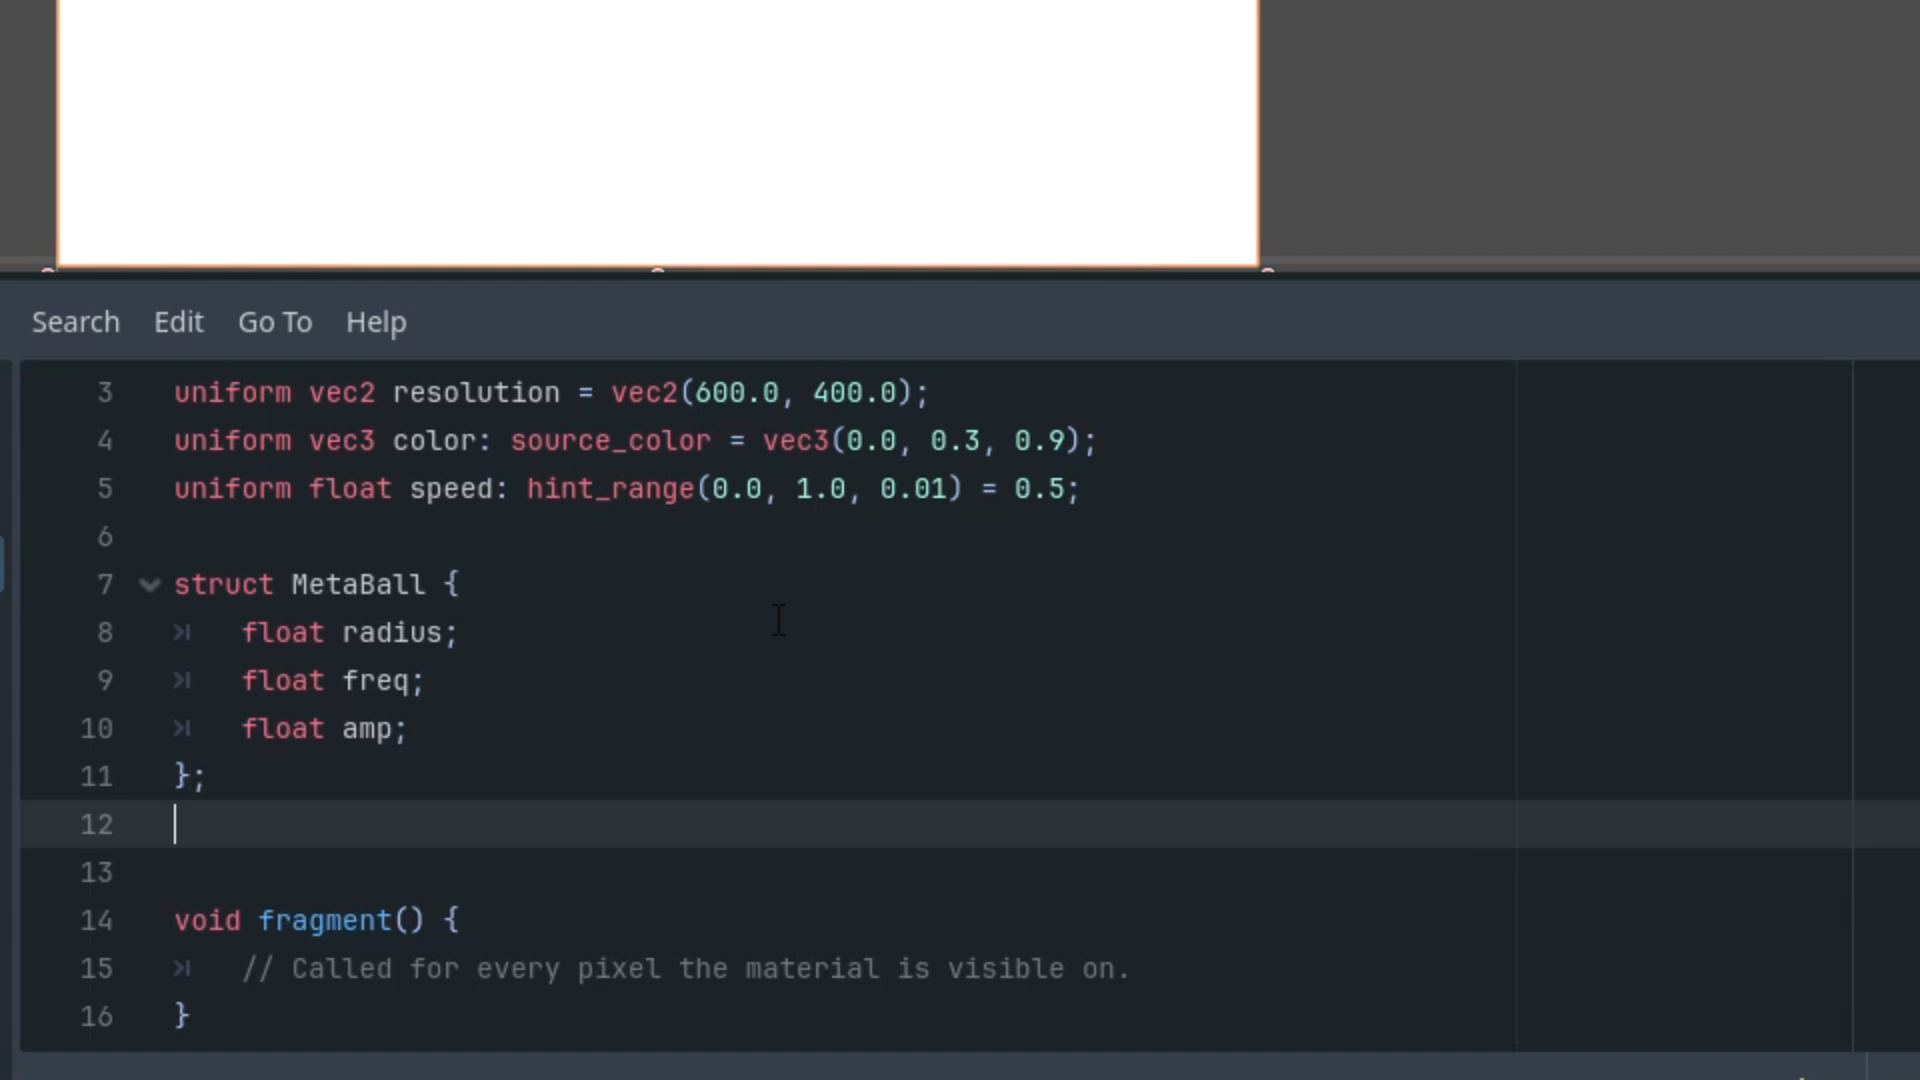 Search Edit Go To Help
3 uniform vec2 resolution = vec2(600.0, 400.0);
4 uniform vec3 color: source_color = vec3(0.0, 0.3, 0.9);
5 uniform float speed: hint_range(0.0, 1.0, 0.01) = 0.5;
6
7 struct MetaBall {
8 float radius;
9 float freq;
10 float amp;
11 };
12
13
14 void fragment() {
15 // Called for every pixel the material is visible on.
16 }